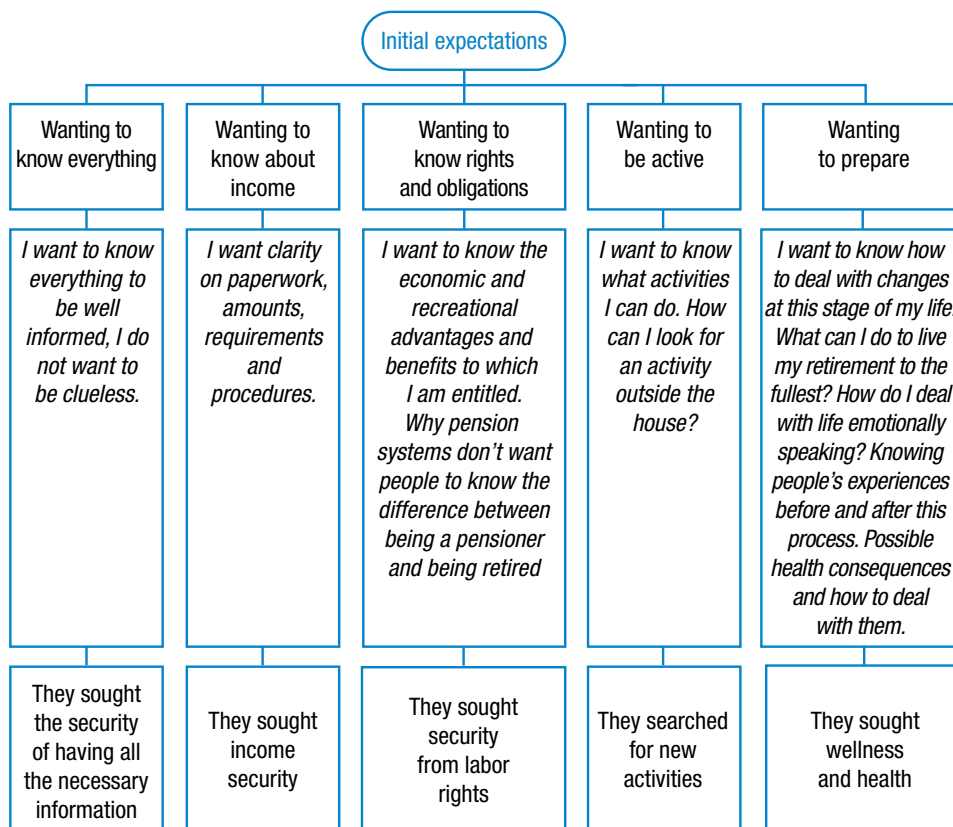 Initial expectations
Wanting to
know everything
Wanting to
know about
income
Wanting to
know rights
and obligations
Wanting to
be active
Wanting
to prepare
I want to know
everything to
be well
informed, I do
not want to
be clueless.
I want clarity
on paperwork,
amounts,
requirements
and
procedures.
I want to know the
economic and
recreational
advantages and
benefits to which
I am entitled.
Why pension
systems don’t want
people to know the
difference between
being a pensioner
and being retired
I want to know
what activities
I can do. How
can I look for
an activity
outside the
house?
I want to know how
to deal with changes
at this stage of my life.
What can I do to live
my retirement to the
fullest? How do I deal
with life emotionally
speaking? Knowing
people’s experiences
before and after this
process. Possible
health consequences
and how to deal
with them.
They sought
the security
of having all
the necessary
information
They sought
income
security
They sought
security
from labor
rights
They searched
for new
activities
They sought
wellness
and health